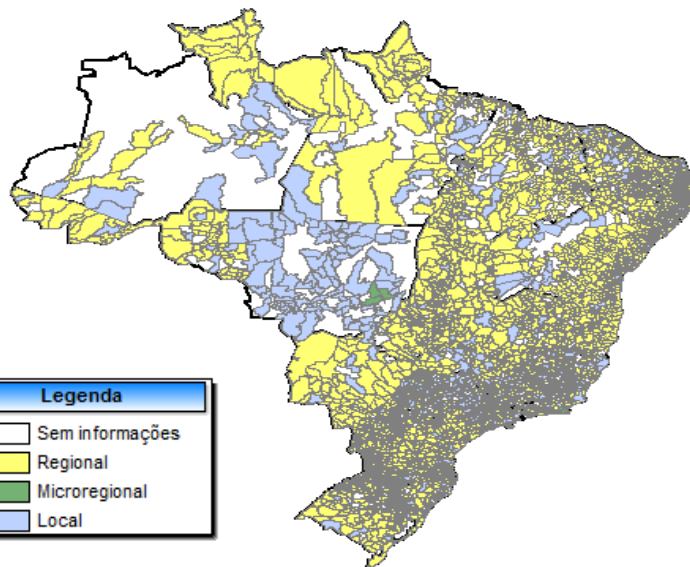 Legenda
Sem informações
Regional
Microregional
Local